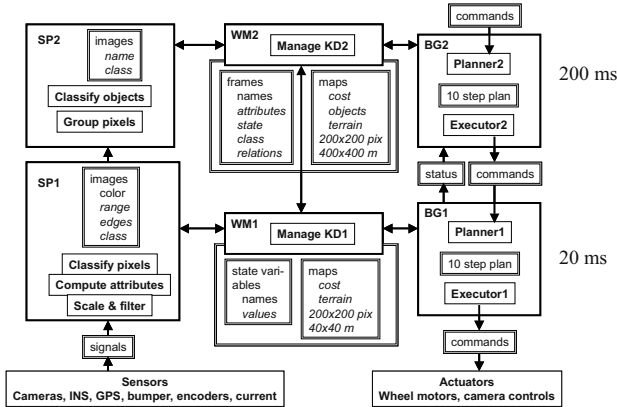 commands
SP2
images
name
class
Classify objects
Group pixels
WM2
Manage KD2
frames
names
attributes
state
class
relations
maps
cost
objects
terrain
200x200 pix
400x400 m
BG2
Planner2
10 step plan
Executor2
200 ms
status
commands
SP1
images
color
range
edges
class
Classify pixels
Compute attributes
Scale & filter
WM1
Manage KD1
state vari-
ables
names
values
maps
cost
terrain
200x200 pix
40x40 m
BG1
Planner1
10 step plan
Executor1
20 ms
signals
commands
Sensors
Cameras, INS, GPS, bumper, encoders, current
Actuators
Wheel motors, camera controls